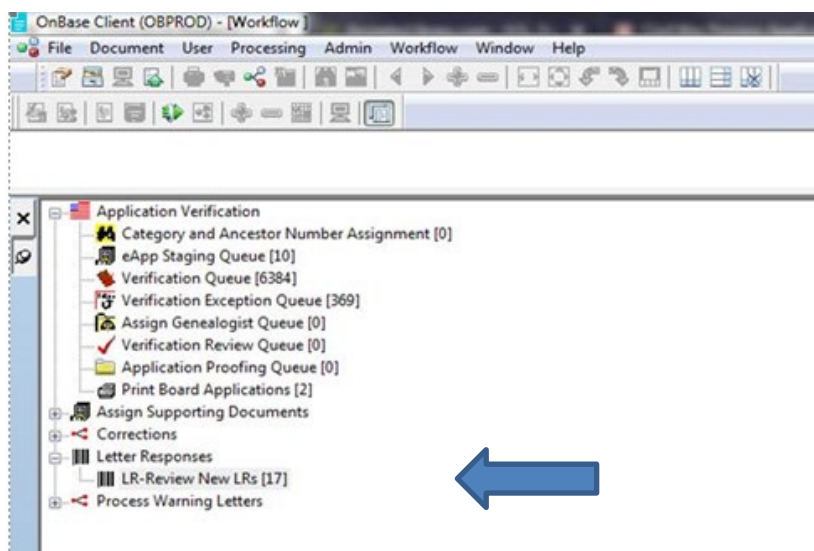 OnBase Client (OBPROD) - [Workflow ]
File Document User Processing Admin Workflow Window Help
Application Verification
Category and Ancestor Number Assignment [0]
eApp Staging Queue [10]
Verification Queue [6384]
Verification Exception Queue [369]
Assign Genealogist Queue [0]
Verification Review Queue [0]
Application Proofing Queue [0]
Print Board Applications [2]
Assign Supporting Documents
Corrections
Letter Responses
LR-Review New LRs [17]
Process Warning Letters